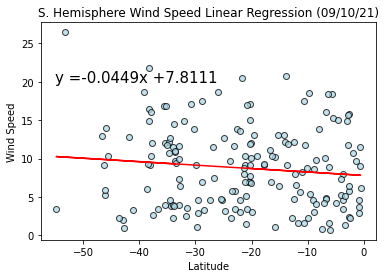 S. Hemisphere Wind Speed Linear Regression (09/10/21)
25
20
15
10
5
0
Wind Speed
y =-0.0449x +7.8111
−50 −40 −30 −20 −10 0
Latitude